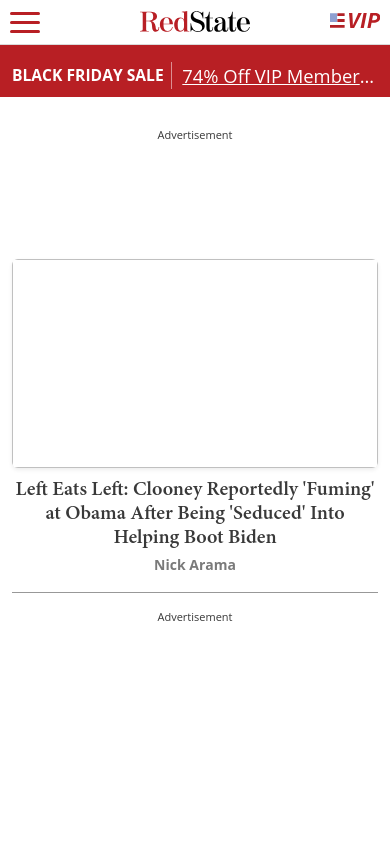 RedState
VIP
BLACK FRIDAY SALE
74% Off VIP Member...
Advertisement
Left Eats Left: Clooney Reportedly 'Fuming'
at Obama After Being 'Seduced' Into
Helping Boot Biden
Nick Arama
Advertisement